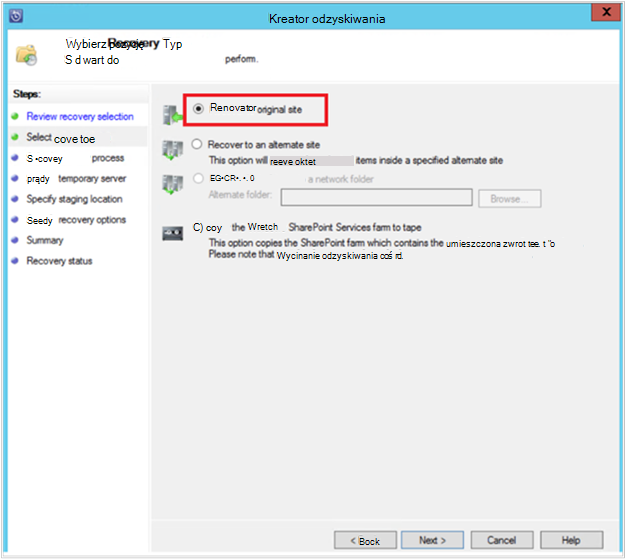 Kreator odzyskiwania
X
Wybierz pozycję Recovery Typ
S d wart do perform.
Steps:
Review recovery selection
Select cove toe
S •covey process
prądy temporary server
Specify staging location
Seedy recovery options
Summary
Recovery status
Renovator original site
Recover to an alternate site
This option will reeve oktet items inside a specified alternate site
EG•CR•. •. 0 a network folder
Alternate folder:
Browse...
C) coy the Wretch SharePoint Services farm to tape
This option copies the SharePoint farm which contains the umieszczona zwrot tee. t "o
Please note that Wycinanie odzyskiwania coś rd.
< Bock
Next >
Cancel
Help